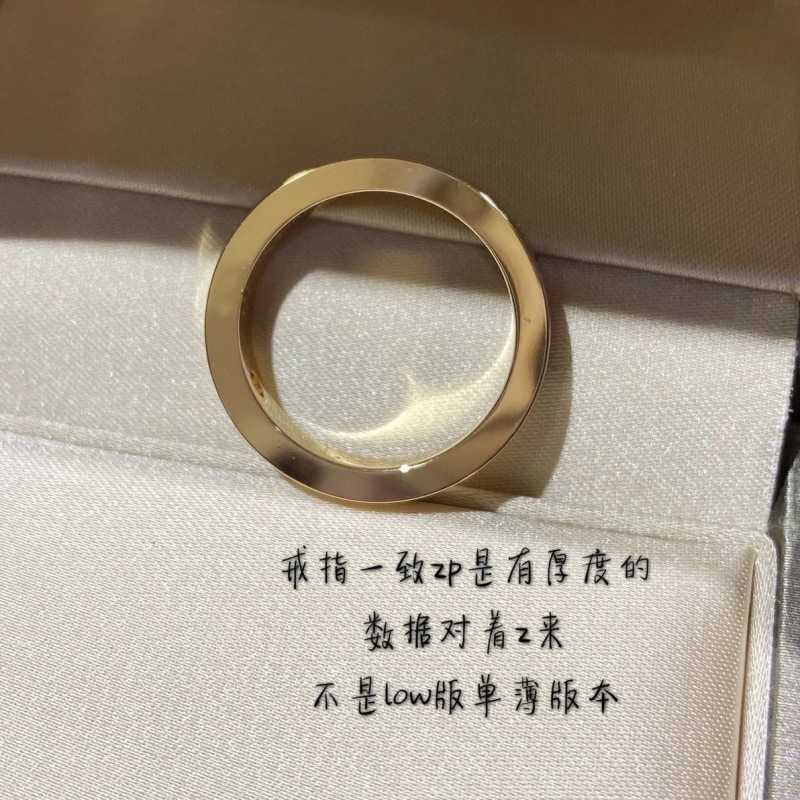 戒指一致zp是有厚度的
数据对着z来
不是low版单薄版本